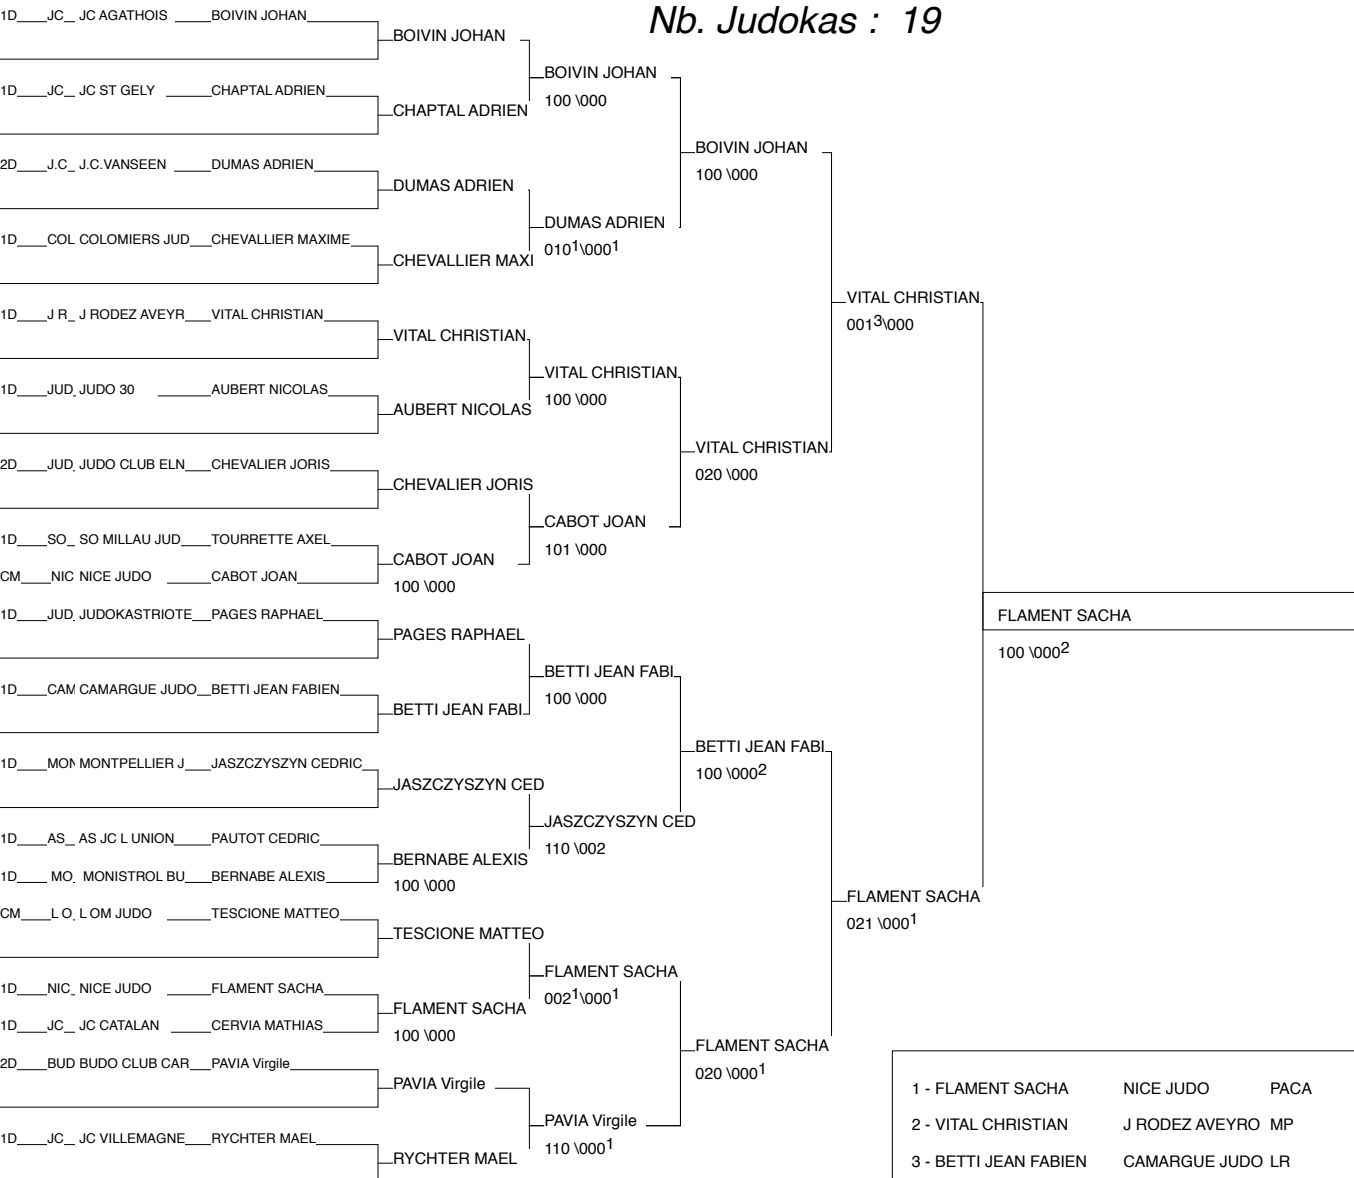 Nb. Judokas : 19
1D JC_ JC AGATHOIS BOIVIN JOHAN
BOIVIN JOHAN
BOIVIN JOHAN
100 \000
1D JC_ JC ST GELY CHAPTAL ADRIEN
CHAPTAL ADRIEN
BOIVIN JOHAN
100 \000
2D J.C_ J.C.VANSEEN DUMAS ADRIEN
DUMAS ADRIEN
DUMAS ADRIEN
010¹\000¹
1D COL COLOMIERS JUD CHEVALLIER MAXIME
CHEVALLIER MAXI
VITAL CHRISTIAN
001³\000
1D J R_ J RODEZ AVEYR VITAL CHRISTIAN
VITAL CHRISTIAN
VITAL CHRISTIAN
100 \000
1D JUD JUDO 30 AUBERT NICOLAS
AUBERT NICOLAS
VITAL CHRISTIAN
020 \000
2D JUD JUDO CLUB ELN CHEVALIER JORIS
CHEVALIER JORIS
CABOT JOAN
101 \000
1D SO_ SO MILLAU JUD TOURRETTE AXEL
CABOT JOAN
100 \000
CM NIC NICE JUDO CABOT JOAN
1D JUD JUDOKASTRIOTE PAGES RAPHAEL
FLAMENT SACHA
100 \000²
PAGES RAPHAEL
BETTI JEAN FABI
100 \000
1D CAM CAMARGUE JUDO BETTI JEAN FABIEN
BETTI JEAN FABI
BETTI JEAN FABI
100 \000²
1D MON MONTPELLIER J JASZCZYSZYN CEDRIC
JASZCZYSZYN CED
JASZCZYSZYN CED
110 \002
1D AS_ AS JC L UNION PAUTOT CEDRIC
BERNABE ALEXIS
100 \000
1D MO MONISTROL BU BERNABE ALEXIS
FLAMENT SACHA
021 \000¹
CM L O L OM JUDO TESCIONE MATTEO
TESCIONE MATTEO
FLAMENT SACHA
002¹\000¹
1D NIC_ NICE JUDO FLAMENT SACHA
FLAMENT SACHA
100 \000
1D JC_ JC CATALAN CERVIA MATHIAS
FLAMENT SACHA
020 \000¹
2D BUD BUDO CLUB CAR PAVIA Virgile
PAVIA Virgile
PAVIA Virgile
110 \000¹
1D JC_ JC VILLEMAGNE RYCHTER MAEL
RYCHTER MAEL
1 - FLAMENT SACHA NICE JUDO PACA
2 - VITAL CHRISTIAN J RODEZ AVEYRO MP
3 - BETTI JEAN FABIEN CAMARGUE JUDO LR